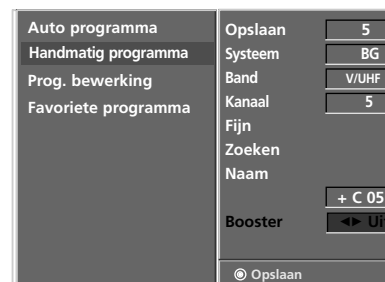 Auto programma
Handmatig programma
Prog. bewerking
Favoriete programma
Opslaan 5
Systeem BG
Band V/UHF
Kanaal 5
Fijn
Zoeken
Naam
+ C 05
Booster ◄►
Opslaan